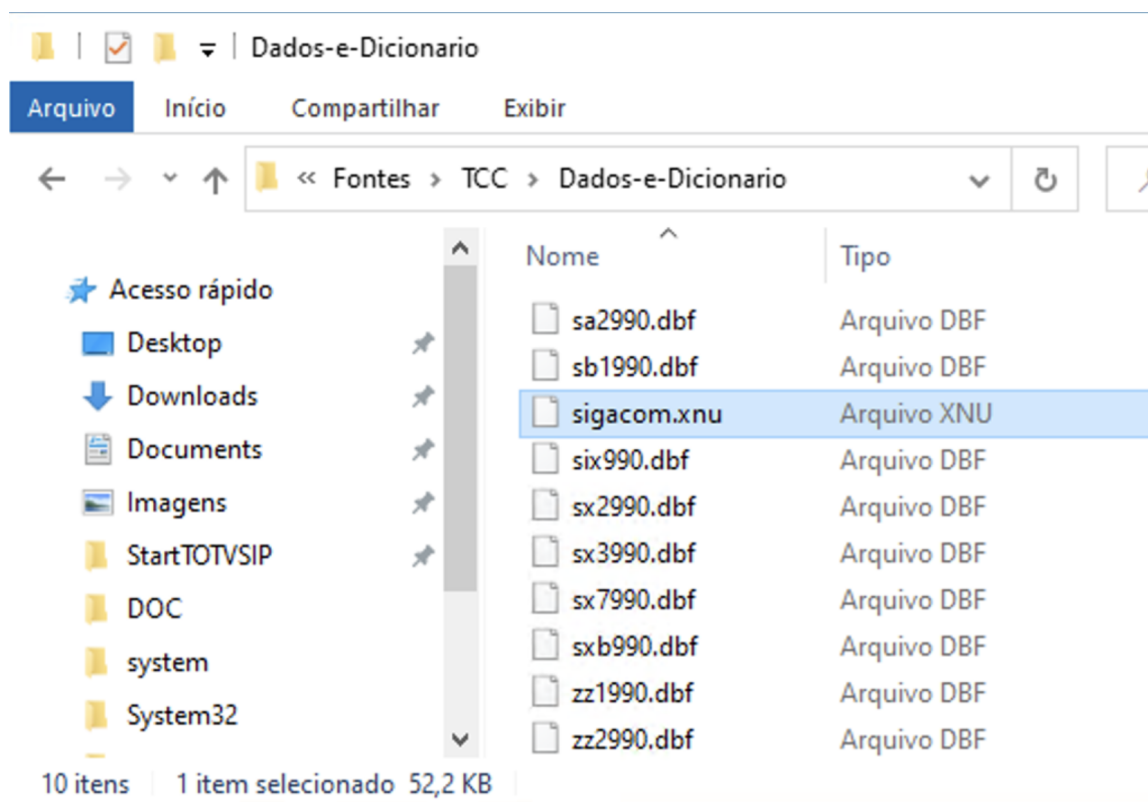 Dados-e-Dicionario
Arquivo Início Compartilhar Exibir
« Fontes > TCC > Dados-e-Dicionario
Nome Tipo
Acesso rápido
Desktop
Downloads
Documents
Imagens
StartTOTVSIP
DOC
system
System32
sa2990.dbf Arquivo DBF
sb1990.dbf Arquivo DBF
sigacom.xnu Arquivo XNU
six990.dbf Arquivo DBF
sx2990.dbf Arquivo DBF
sx3990.dbf Arquivo DBF
sx7990.dbf Arquivo DBF
sxb990.dbf Arquivo DBF
zz1990.dbf Arquivo DBF
zz2990.dbf Arquivo DBF
10 itens 1 item selecionado 52,2 KB